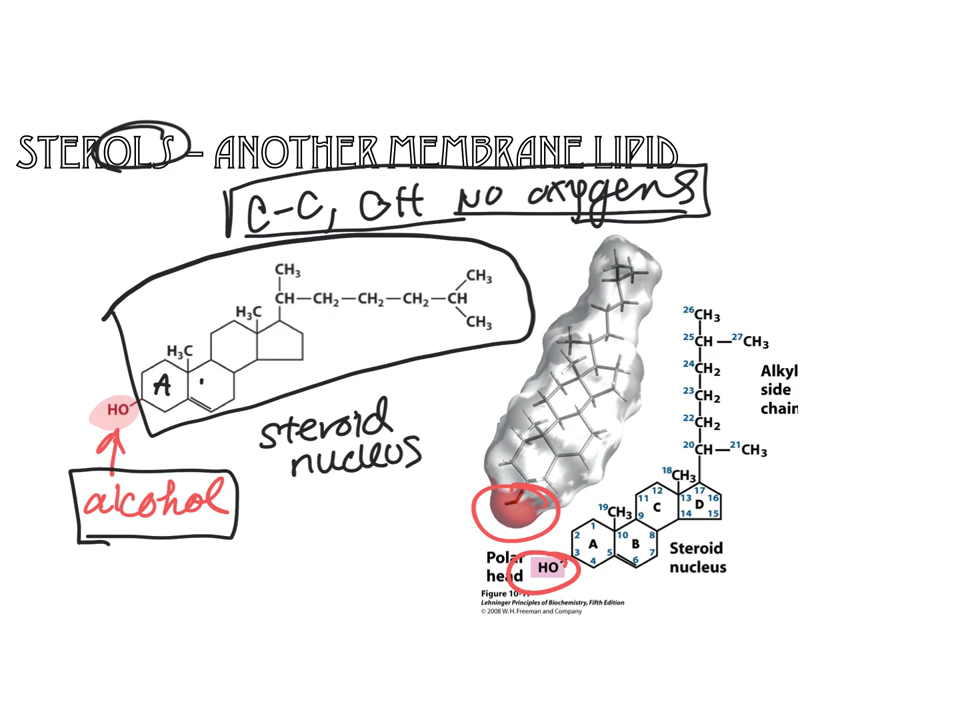 STEROLS – ANOTHER MEMBRANE LIPID
C-C, CH NO oxygens
CH₃
CH—CH₂—CH₂—CH₂—CH
CH₃
CH₃
H₃C
H₃C
A
HO
steroid
nucleus
alcohol
²⁶CH₃
²⁵CH—²⁷CH₃
²⁴CH₂
²³CH₂
²²CH₂
²⁰CH—²¹CH₃
Alkyl
side
chain
¹⁸CH₃
¹⁹CH₃
1
2
3
4
5
6
7
8
9
10
11
12
13
14
15
16
17
A
B
C
D
Steroid
nucleus
Polar
head
HO
Figure 10-
Lehninger Principles of Biochemistry, Fifth Edition
© 2008 W. H. Freeman and Company